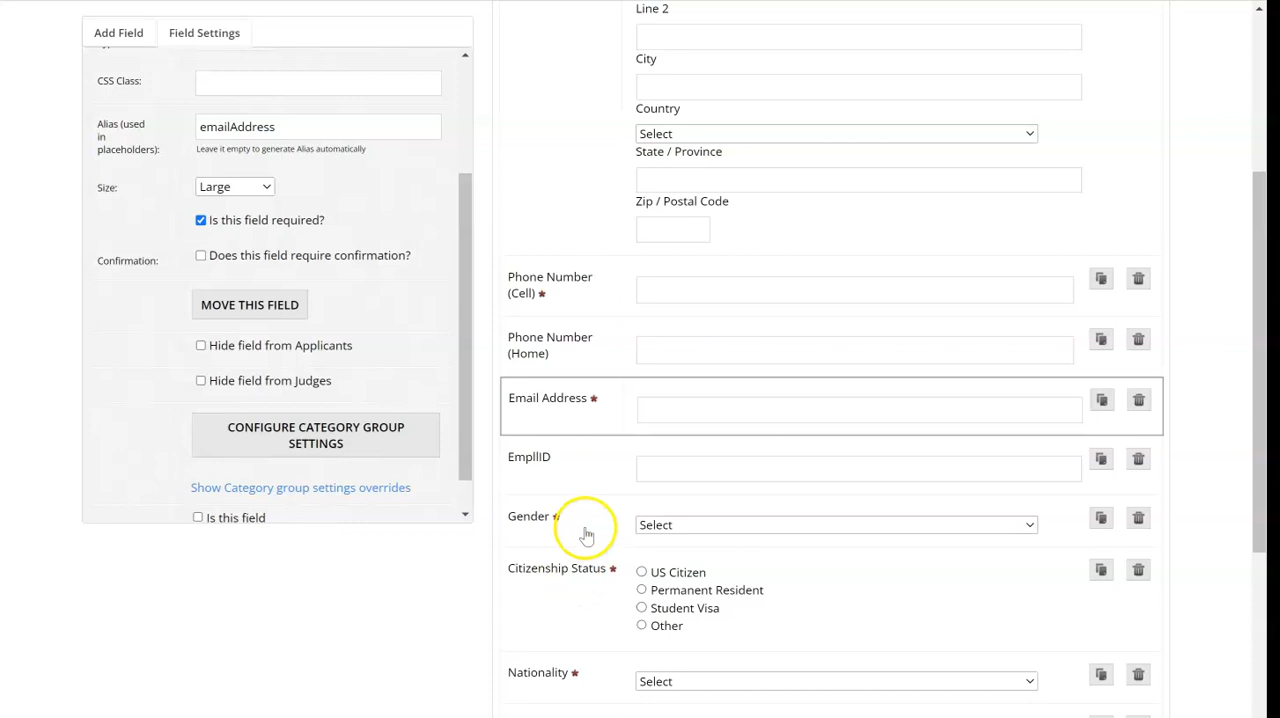 Add Field
Field Settings
CSS Class:
Alias (used
in
placeholders):
emailAddress
Leave it empty to generate Alias automatically
Size:
Large
Is this field required?
Confirmation:
Does this field require confirmation?
MOVE THIS FIELD
Hide field from Applicants
Hide field from Judges
CONFIGURE CATEGORY GROUP
SETTINGS
Show Category group settings overrides
Is this field
Line 2
City
Country
Select
State / Province
Zip / Postal Code
Phone Number
(Cell) *
Phone Number
(Home)
Email Address *
EmplID
Gender *
Select
Citizenship Status *
US Citizen
Permanent Resident
Student Visa
Other
Nationality *
Select